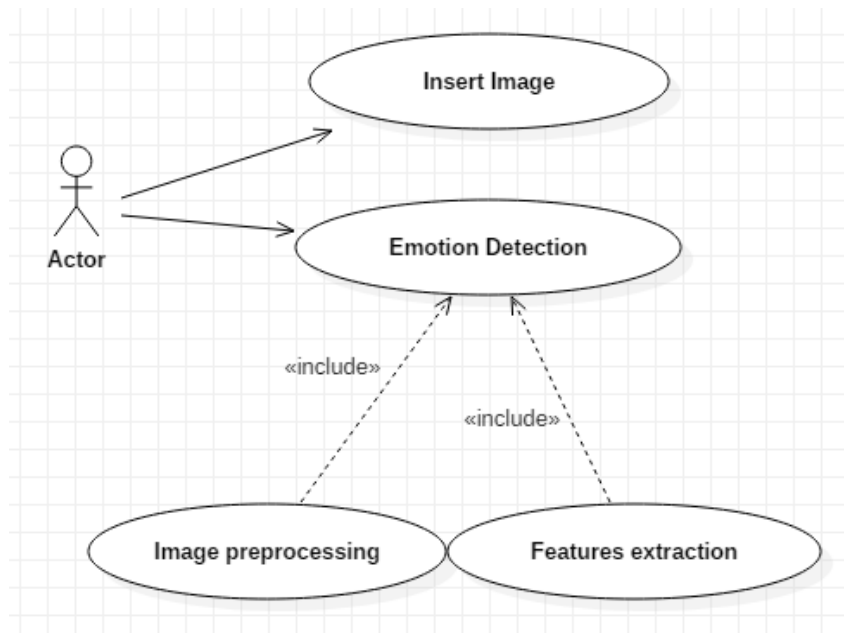 Insert Image
Emotion Detection
Actor
«include»
«include»
Image preprocessing
Features extraction